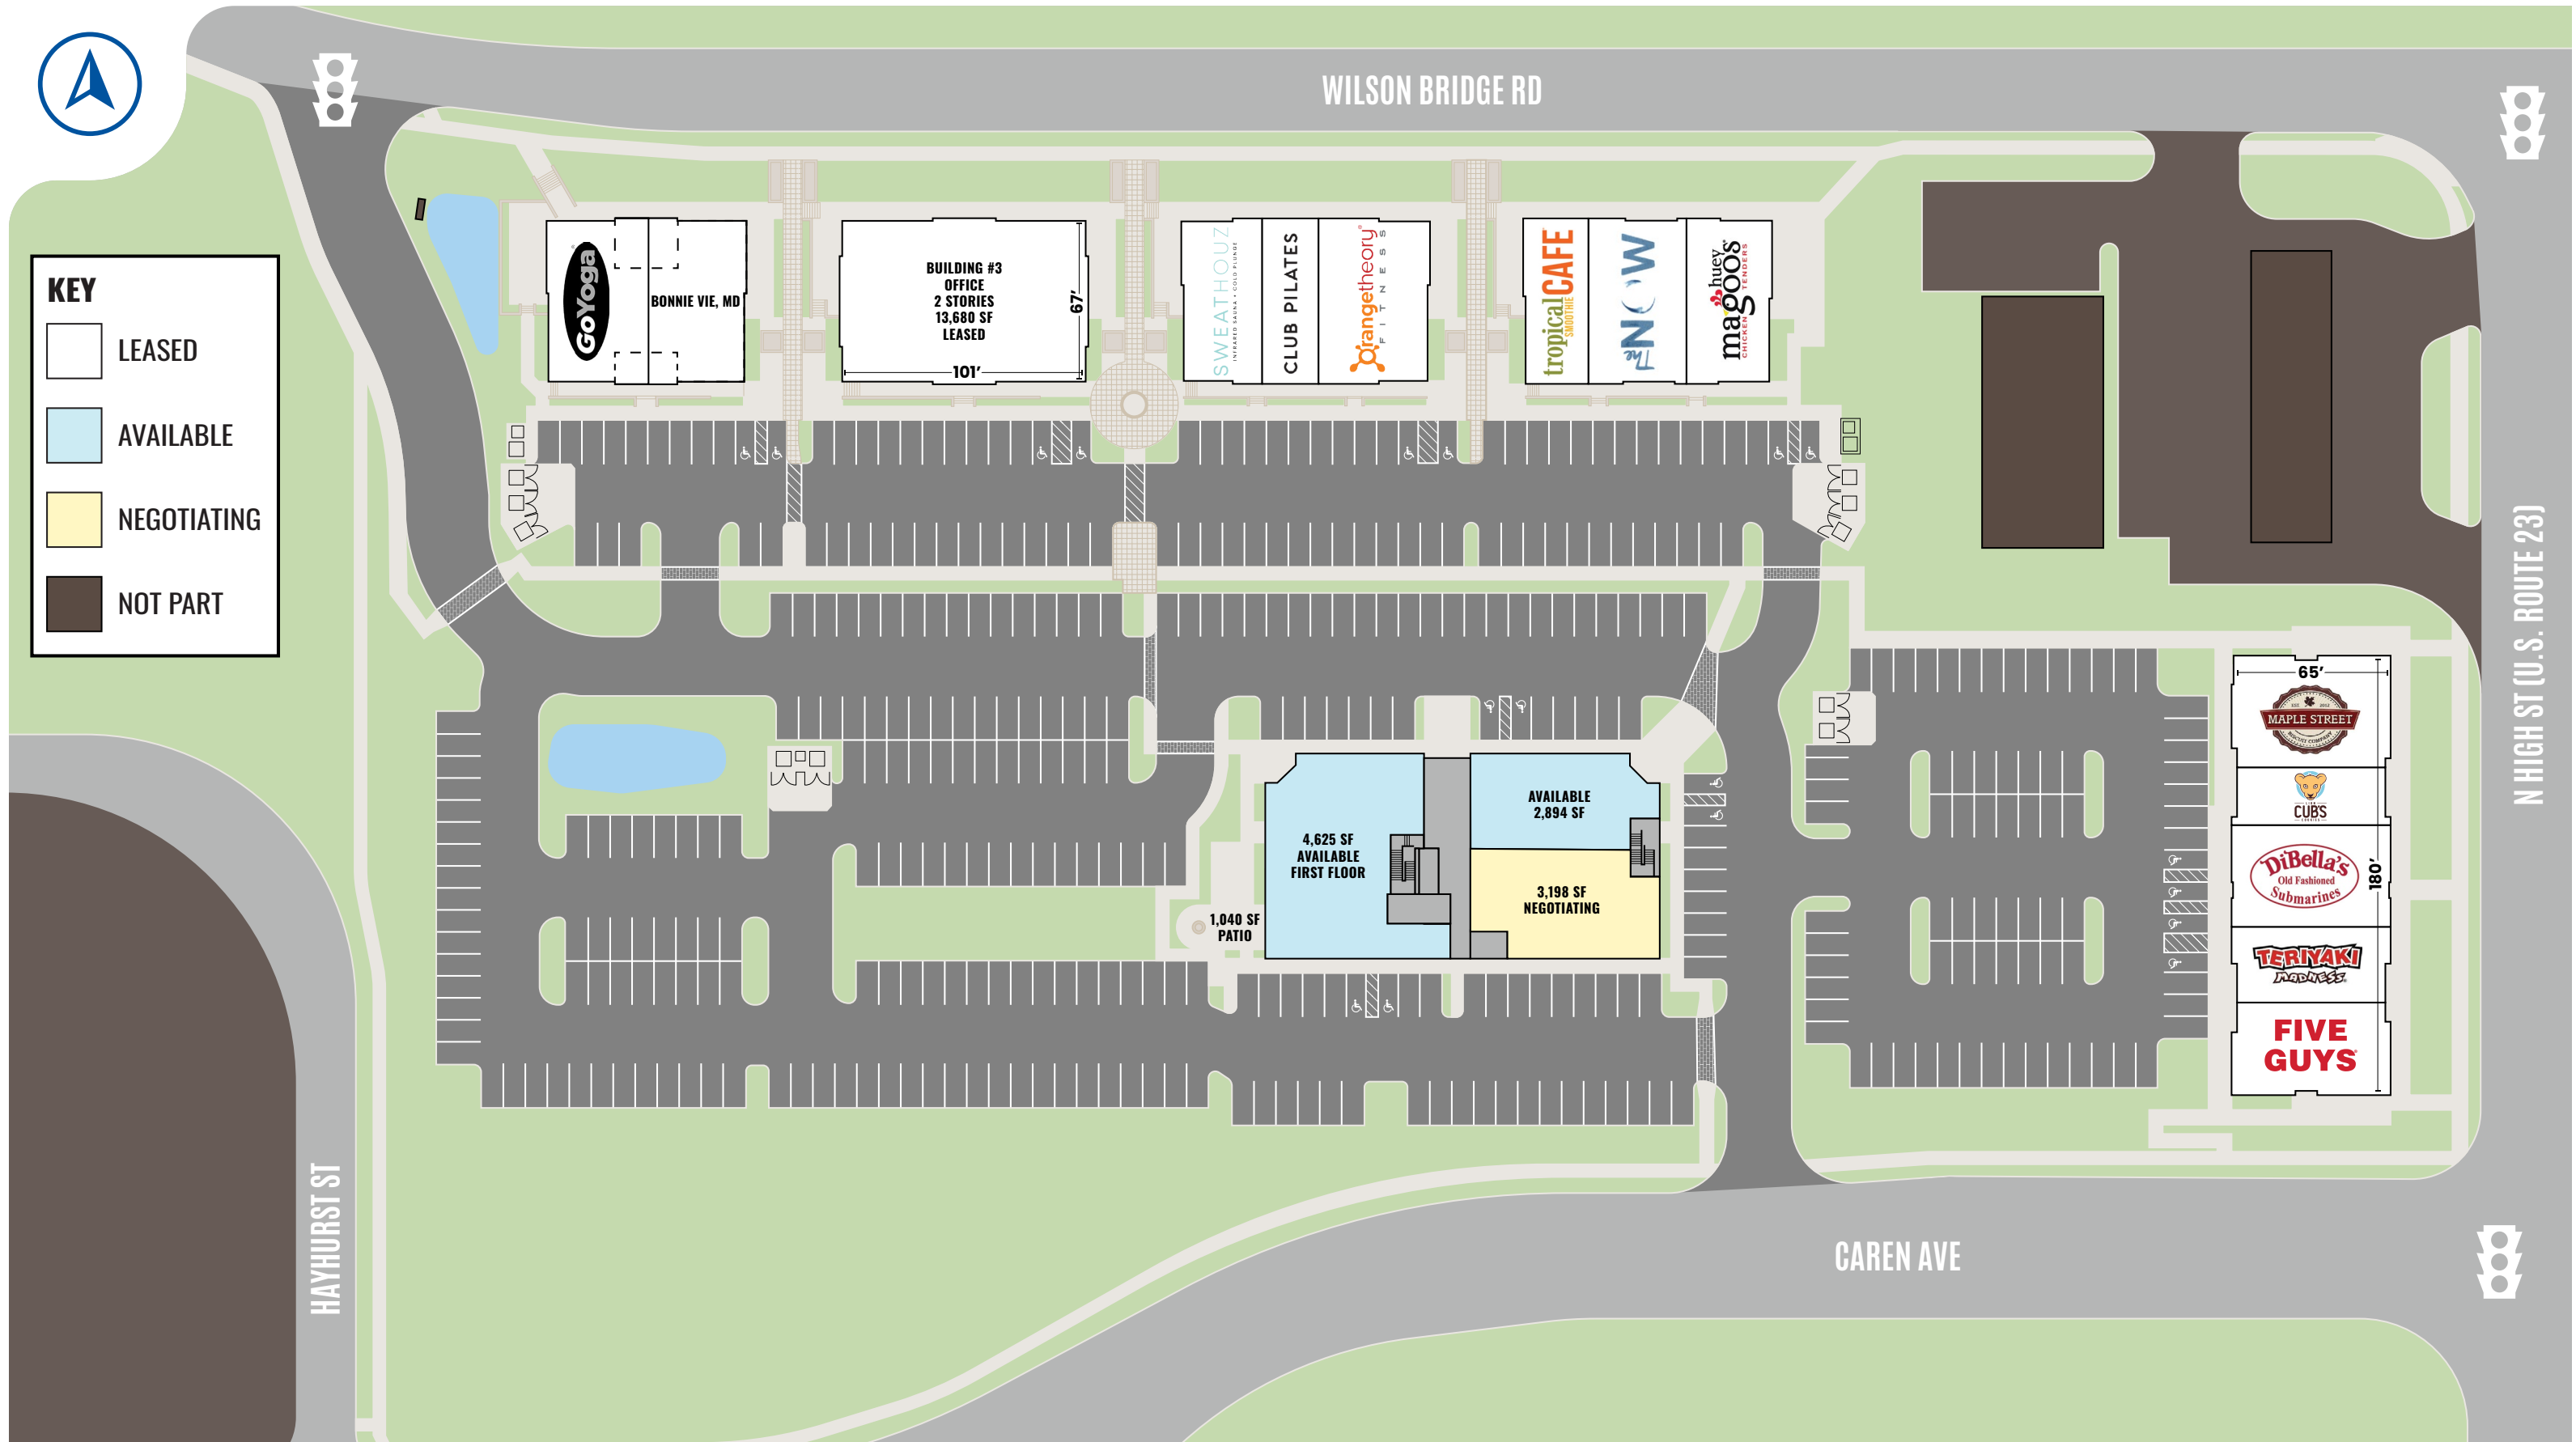 WILSON BRIDGE RD
KEY
LEASED
AVAILABLE
NEGOTIATING
NOT PART
GoYoga
BONNIE VIE, MD
BUILDING #3
OFFICE
2 STORIES
13,680 SF
LEASED
67'
101'
SWEATHOUZ
INFRARED SAUNA • COLD PLUNGE
CLUB PILATES
Orangetheory
FITNESS
tropical
SMOOTHIE
CAFE
The NOW
huey
magoos
CHICKEN TENDERS
N HIGH ST (U.S. ROUTE 23)
65'
MAPLE STREET
BISCUIT COMPANY
CUBS
DiBella's
Old Fashioned
Submarines
180'
TERIYAKI
MADNESS
FIVE
GUYS
4,625 SF
AVAILABLE
FIRST FLOOR
AVAILABLE
2,894 SF
3,198 SF
NEGOTIATING
1,040 SF
PATIO
HAYHURST ST
CAREN AVE